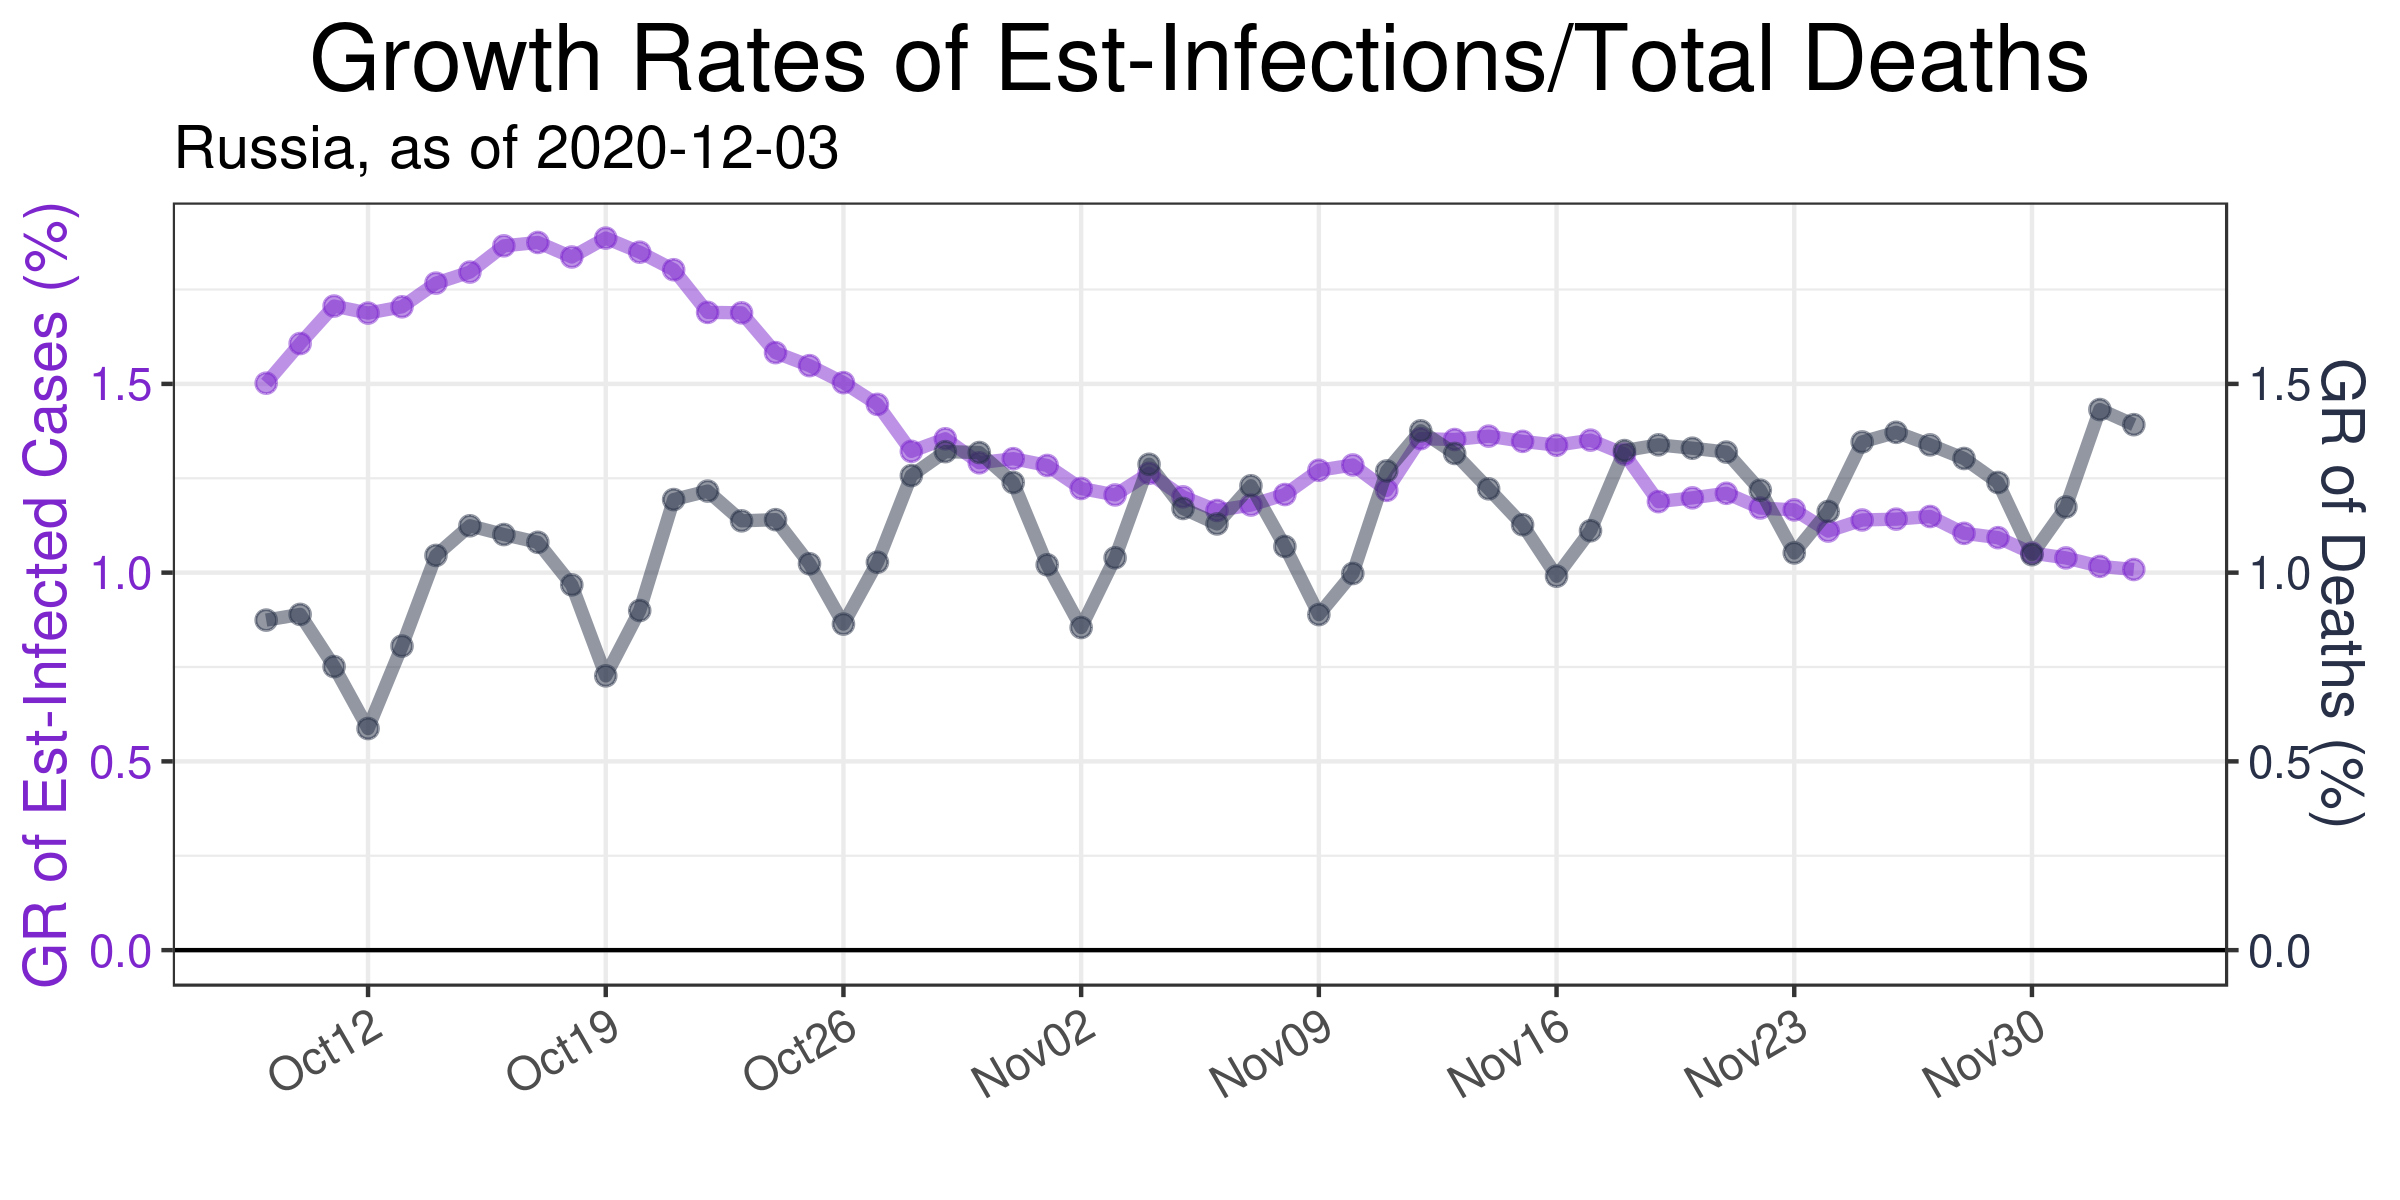 Growth Rates of Est-Infections/Total Deaths
Russia, as of 2020-12-03
GR of Est-Infected Cases (%)
1.5
1.0
0.5
0.0
1.5
1.0
0.5
0.0
GR of Deaths (%)
Oct12
Oct19
Oct26
Nov02
Nov09
Nov16
Nov23
Nov30